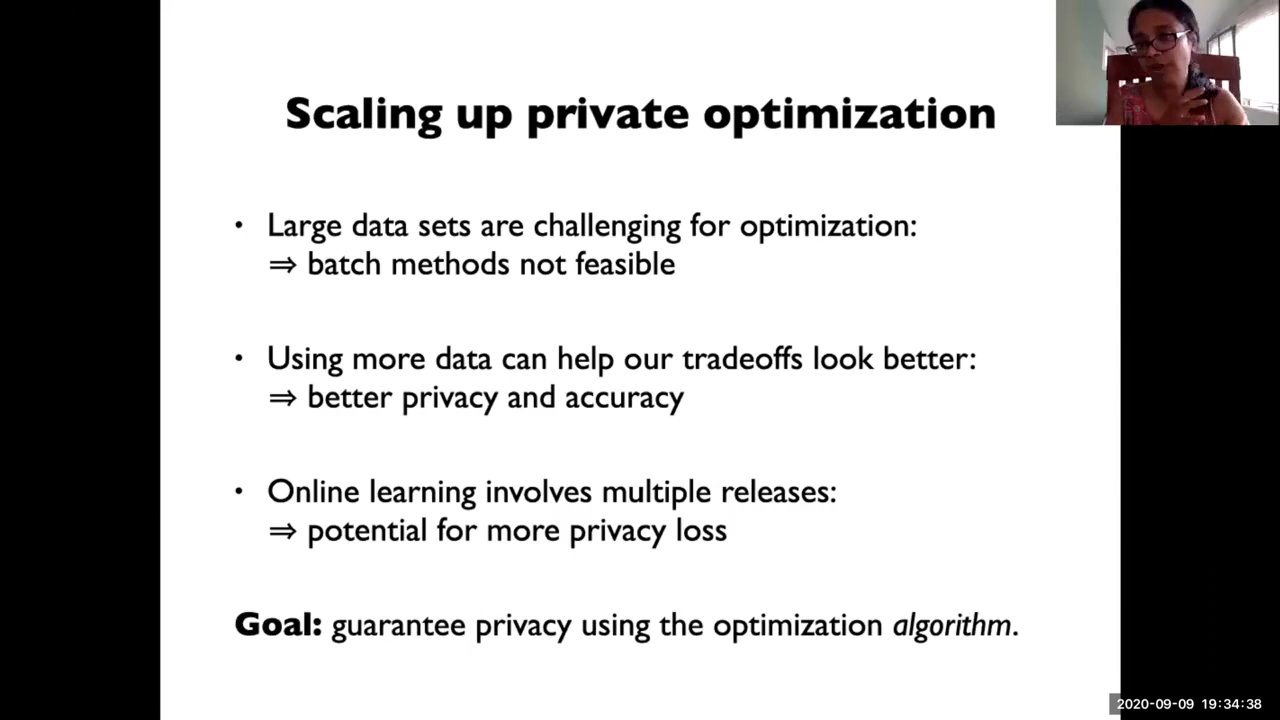 Scaling up private optimization
• Large data sets are challenging for optimization:
⇒ batch methods not feasible
• Using more data can help our tradeoffs look better:
⇒ better privacy and accuracy
• Online learning involves multiple releases:
⇒ potential for more privacy loss
Goal: guarantee privacy using the optimization algorithm.
2020-09-09 19:34:38